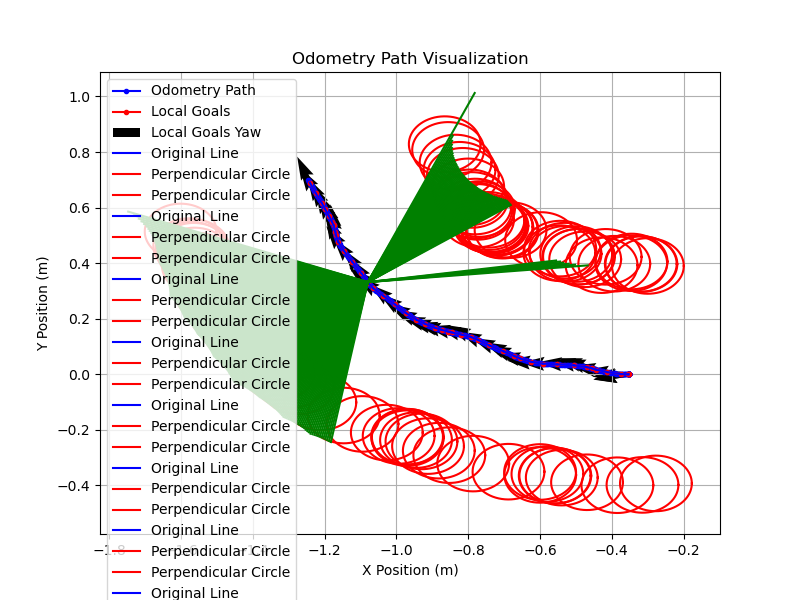 Odometry Path Visualization
1.0
0.8
0.6
0.4
0.2
0.0
−0.2
−0.4
Y Position (m)
Odometry Path
Local Goals
Local Goals Yaw
Original Line
Perpendicular Circle
Perpendicular Circle
Original Line
Perpendicular Circle
Perpendicular Circle
Original Line
Perpendicular Circle
Perpendicular Circle
Original Line
Perpendicular Circle
Perpendicular Circle
Original Line
Perpendicular Circle
Perpendicular Circle
Original Line
Perpendicular Circle
Perpendicular Circle
Original Line
Perpendicular Circle
Perpendicular Circle
Original Line
−1.2 −1.0 −0.8 −0.6 −0.4 −0.2
X Position (m)